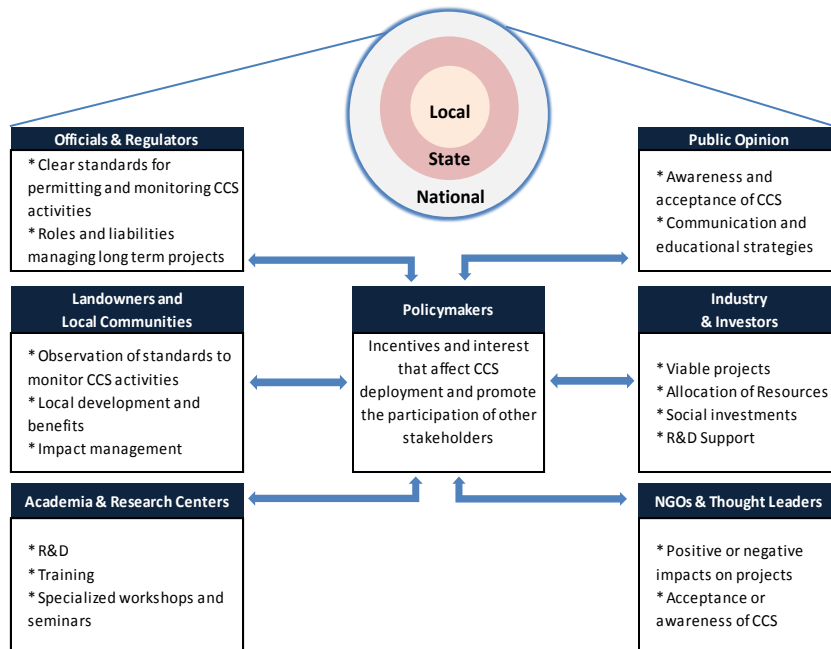 Local
State
National
Officials & Regulators
* Clear standards for
permitting and monitoring CCS
activities
* Roles and liabilities
managing long term projects
Public Opinion
* Awareness and
acceptance of CCS
* Communication and
educational strategies
Landowners and
Local Communities
* Observation of standards to
monitor CCS activities
* Local development and
benefits
* Impact management
Policymakers
Incentives and interest
that affect CCS
deployment and promote
the participation of other
stakeholders
Industry
& Investors
* Viable projects
* Allocation of Resources
* Social investments
* R&D Support
Academia & Research Centers
* R&D
* Training
* Specialized workshops and
seminars
NGOs & Thought Leaders
* Positive or negative
impacts on projects
* Acceptance or
awareness of CCS